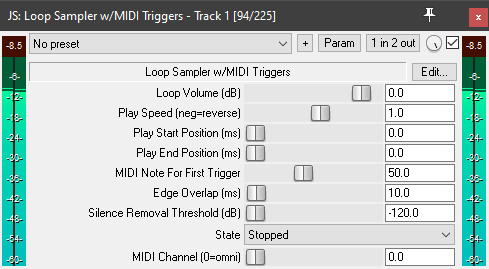 JS: Loop Sampler w/MIDI Triggers - Track 1 [94/225]
-8.5 No preset + Param 1 in 2 out -8.5
Loop Sampler w/MIDI Triggers Edit...
-6- Loop Volume (dB) 0.0 -6-
-12- Play Speed (neg=reverse) 1.0 -12-
-18- Play Start Position (ms) 0.0 -18-
-24- Play End Position (ms) 0.0 -24-
-30- MIDI Note For First Trigger 50.0 -30-
-36- Edge Overlap (ms) 10.0 -36-
-48- Silence Removal Threshold (dB) -120.0 -48-
-54- State Stopped -54-
-60- MIDI Channel (0=omni) 0.0 -60-